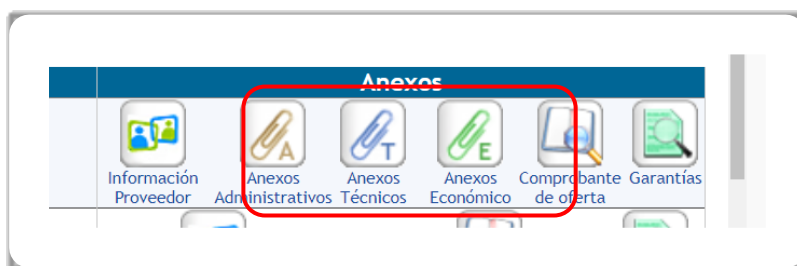 Anexos
A T E
Información Anexos Anexos Anexos Comprobante Garantías
Proveedor Administrativos Técnicos Económico de oferta